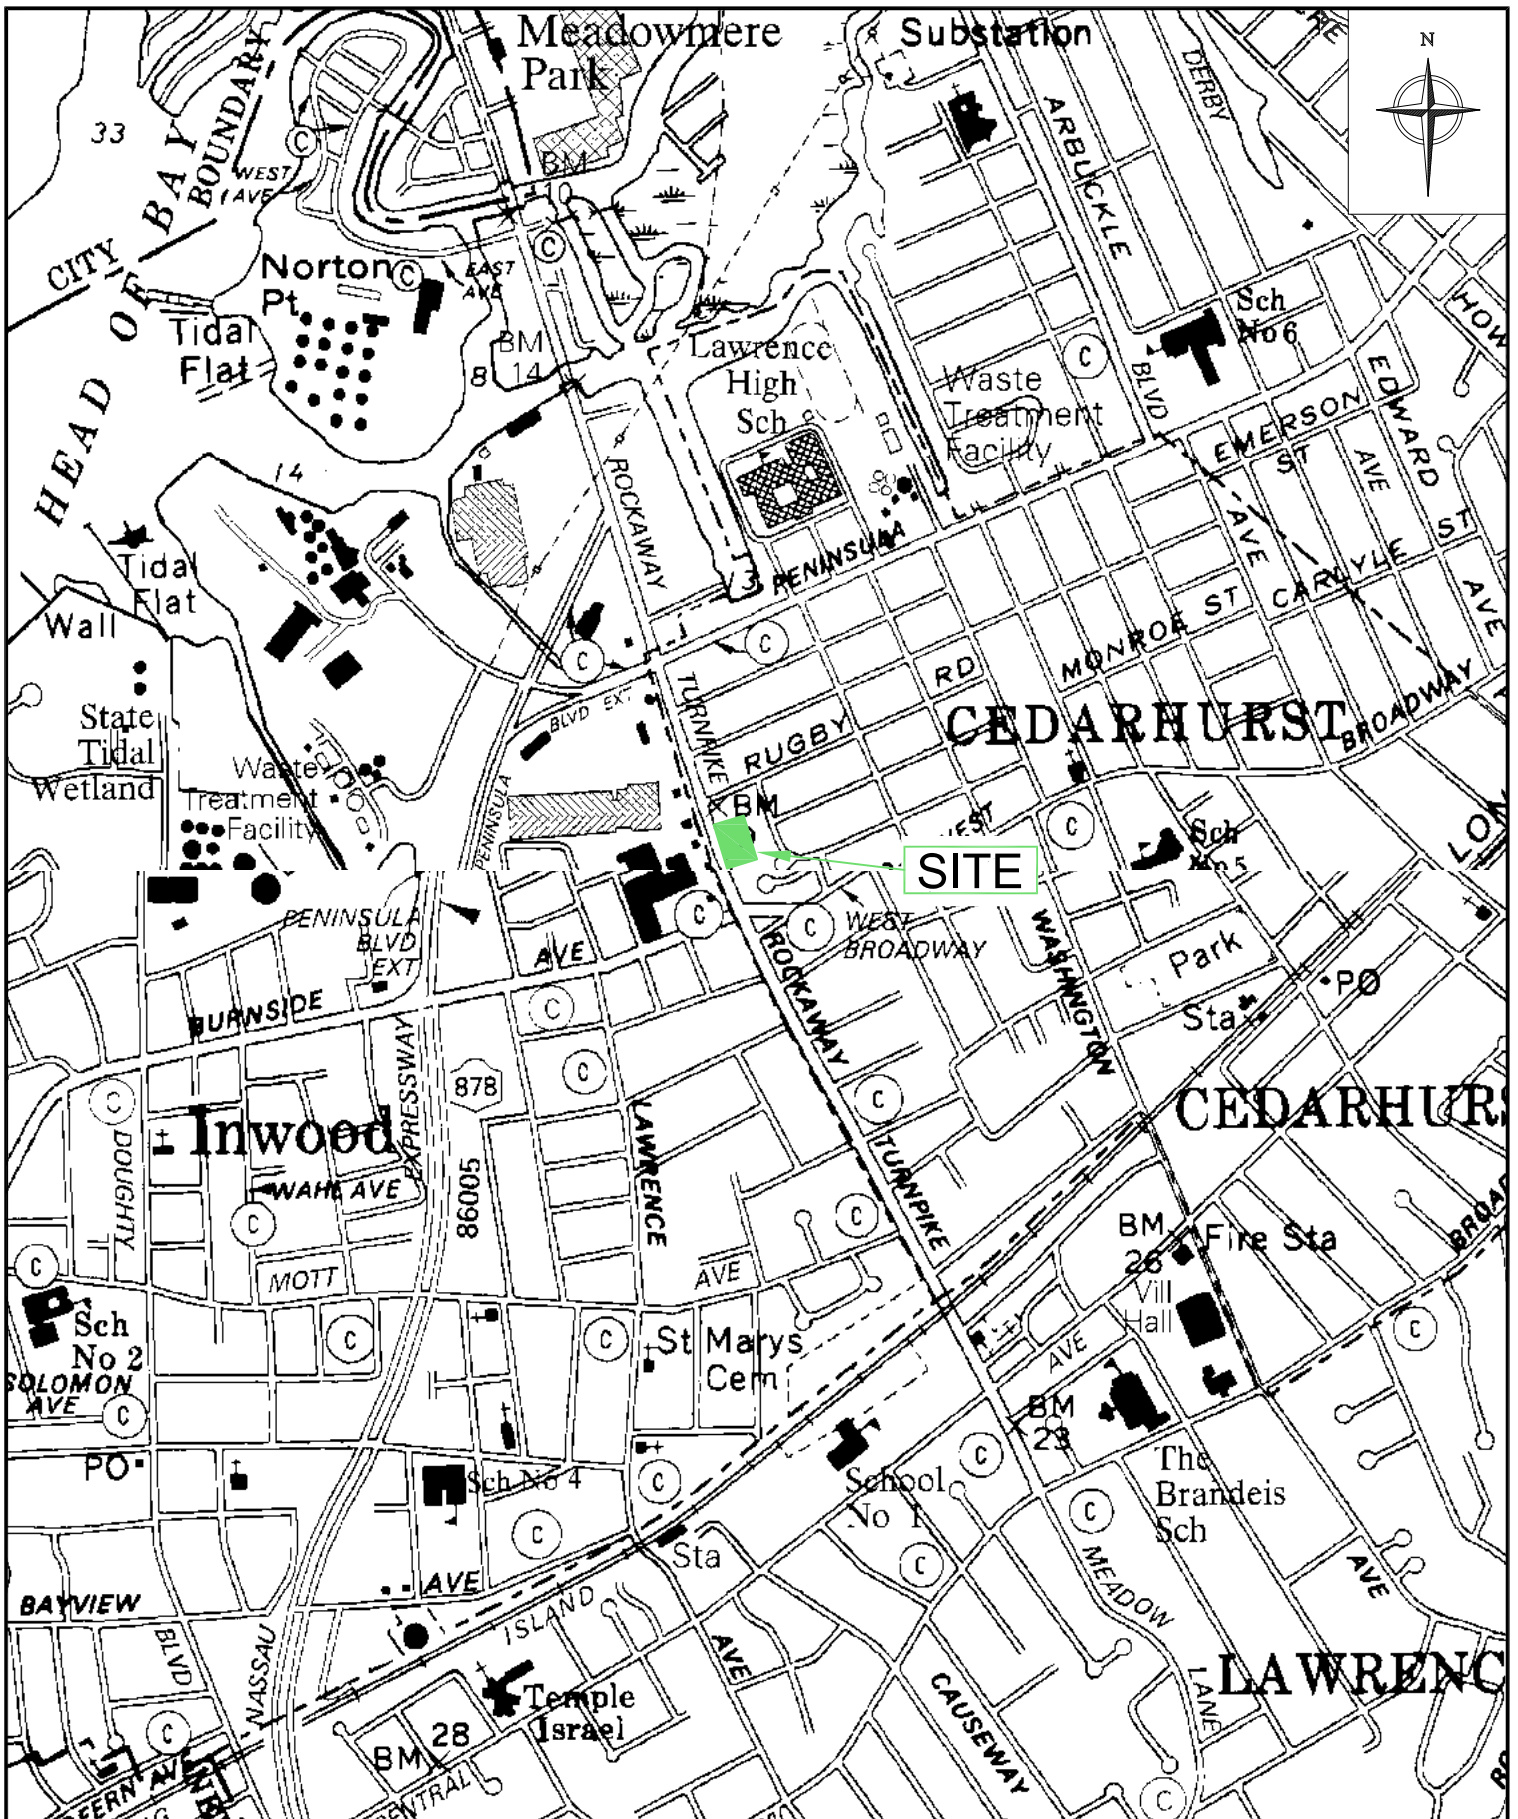 Meadowmere
Park
Substation
N
DERBY
ARBUCKLE
33
BAY
BOUNDARY
WEST
AVE
BM
10
C
C
CITY
HEAD OF
Norton
Pt
C
EAST
AVE
Tidal
Flat
BM
14
8
Lawrence
High
Sch
Waste
Treatment
Facility
C
BLVD
Sch
No 6
HOW
EDWARD
EMERSON
ST
AVE
14
ROCKAWAY
AVE
ST
CARLYLE
AVE
Tidal
Flat
Wall
13
PENINSULA
C
C
MONROE ST
RD
BLVD EXT
TURNPIKE
RUGBY
CEDARHURST
BROADWAY
State
Tidal
Wetland
Waste
Treatment
Facility
PENINSULA
BM
C
Sch
No 5
SITE
PENINSULA
BLVD
EXT
C
C
WEST
BROADWAY
AVE
ROCKAWAY
WASHINGTON
Park
PO
Sta
BURNSIDE
C
EXPRESSWAY
878
C
C
C
CEDARHURS
Inwood
DOUGHTY
LAWRENCE
TURNPIKE
WAHL AVE
86005
C
C
C
BM
26
Fire Sta
Vill
Hall
BROAD
MOTT
AVE
Sch
No 2
C
C
St Marys
Cem
AVE
C
SOLOMON
AVE
C
BM
23
PO
Sch No 4
C
C
School
No 1
C
The
Brandeis
Sch
C
C
Sta
MEADOW
AVE
BAYVIEW
AVE
BLVD
NASSAU
ISLAND
AVE
LANE
LAWRENC
Temple
Israel
CAUSEWAY
C
BM
28
C